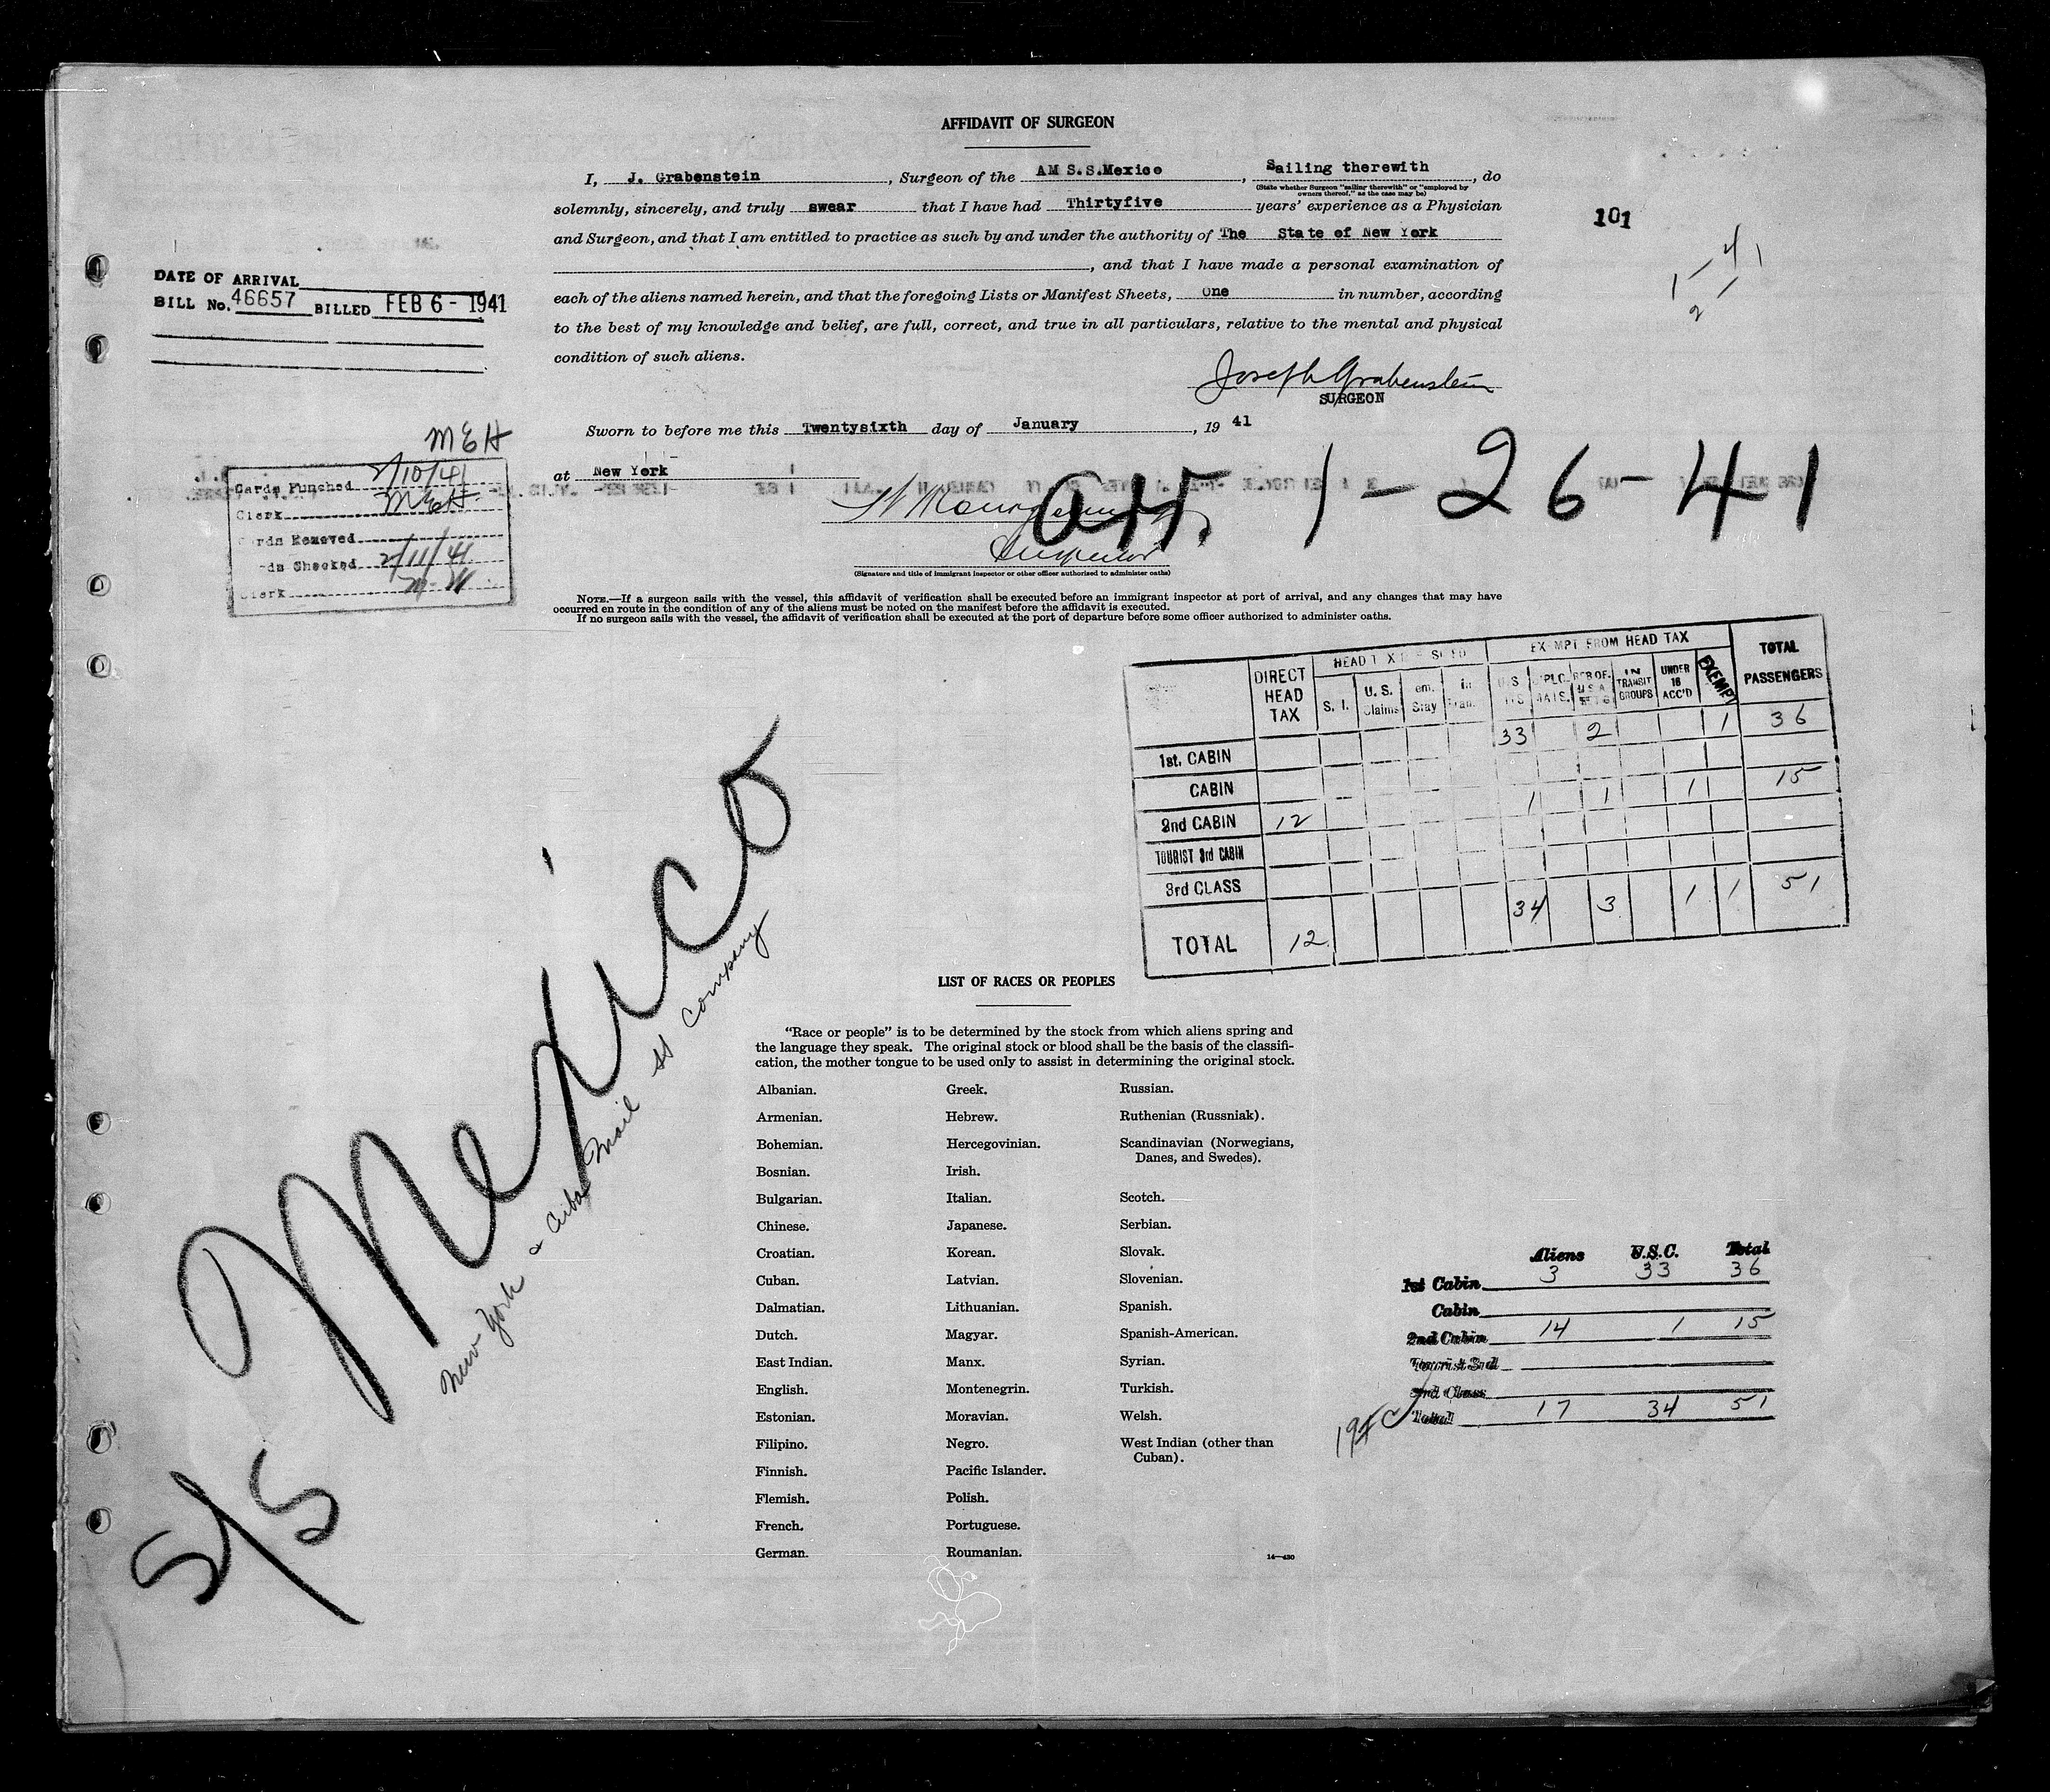 AFFIDAVIT OF SURGEON
I, J. Grabenstein, Surgeon of the AM S.S.Mexico, Sailing therewith, do
(State whether Surgeon "sailing therewith" or "employed by
owners thereof," as the case may be)
solemnly, sincerely, and truly swear that I have had Thirtyfive years' experience as a Physician
and Surgeon, and that I am entitled to practice as such by and under the authority of The State of New York
, and that I have made a personal examination of
each of the aliens named herein, and that the foregoing Lists or Manifest Sheets, One in number, according
to the best of my knowledge and belief, are full, correct, and true in all particulars, relative to the mental and physical
condition of such aliens.
Joseph Grabenstein
SURGEON
Sworn to before me this Twentysixth day of January, 19 41
at New York
Inspector
(Signature and title of immigrant inspector or other officer authorized to administer oaths)
NOTE.—If a surgeon sails with the vessel, this affidavit of verification shall be executed before an immigrant inspector at port of arrival, and any changes that may have
occurred en route in the condition of any of the aliens must be noted on the manifest before the affidavit is executed.
If no surgeon sails with the vessel, the affidavit of verification shall be executed at the port of departure before some officer authorized to administer oaths.
101
1-26-41
DATE OF ARRIVAL
BILL No. 46657 BILLED FEB 6 - 1941
MEH
Cards Punched 2/10/41
Clerk MEH
Cards Removed
Cards Checked 2/11/41
Clerk
DIRECT HEAD TAX
S. I.
U. S. Claims
EXEMPT FROM HEAD TAX
IN TRANSIT GROUPS
UNDER 16 ACC'D
EXEMPT
TOTAL PASSENGERS
1st. CABIN 33 2 1 36
CABIN
2nd CABIN 12 1 1 1 15
TOURIST 3rd CABIN
3rd CLASS
TOTAL 12 34 3 1 1 51
S/S Mexico
New York & Cuba Mail SS Company
LIST OF RACES OR PEOPLES
"Race or people" is to be determined by the stock from which aliens spring and
the language they speak. The original stock or blood shall be the basis of the classifi-
cation, the mother tongue to be used only to assist in determining the original stock.
Albanian.
Armenian.
Bohemian.
Bosnian.
Bulgarian.
Chinese.
Croatian.
Cuban.
Dalmatian.
Dutch.
East Indian.
English.
Estonian.
Filipino.
Finnish.
Flemish.
French.
German.
Greek.
Hebrew.
Hercegovinian.
Irish.
Italian.
Japanese.
Korean.
Latvian.
Lithuanian.
Magyar.
Manx.
Montenegrin.
Moravian.
Negro.
Pacific Islander.
Polish.
Portuguese.
Roumanian.
Russian.
Ruthenian (Russniak).
Scandinavian (Norwegians,
Danes, and Swedes).
Scotch.
Serbian.
Slovak.
Slovenian.
Spanish.
Spanish-American.
Syrian.
Turkish.
Welsh.
West Indian (other than
Cuban).
14—430
Aliens U.S.C. Total
1st Cabin 3 33 36
Cabin
2nd Cabin 14 1 15
Tourist 3rd
3rd Class
Total 17 34 51